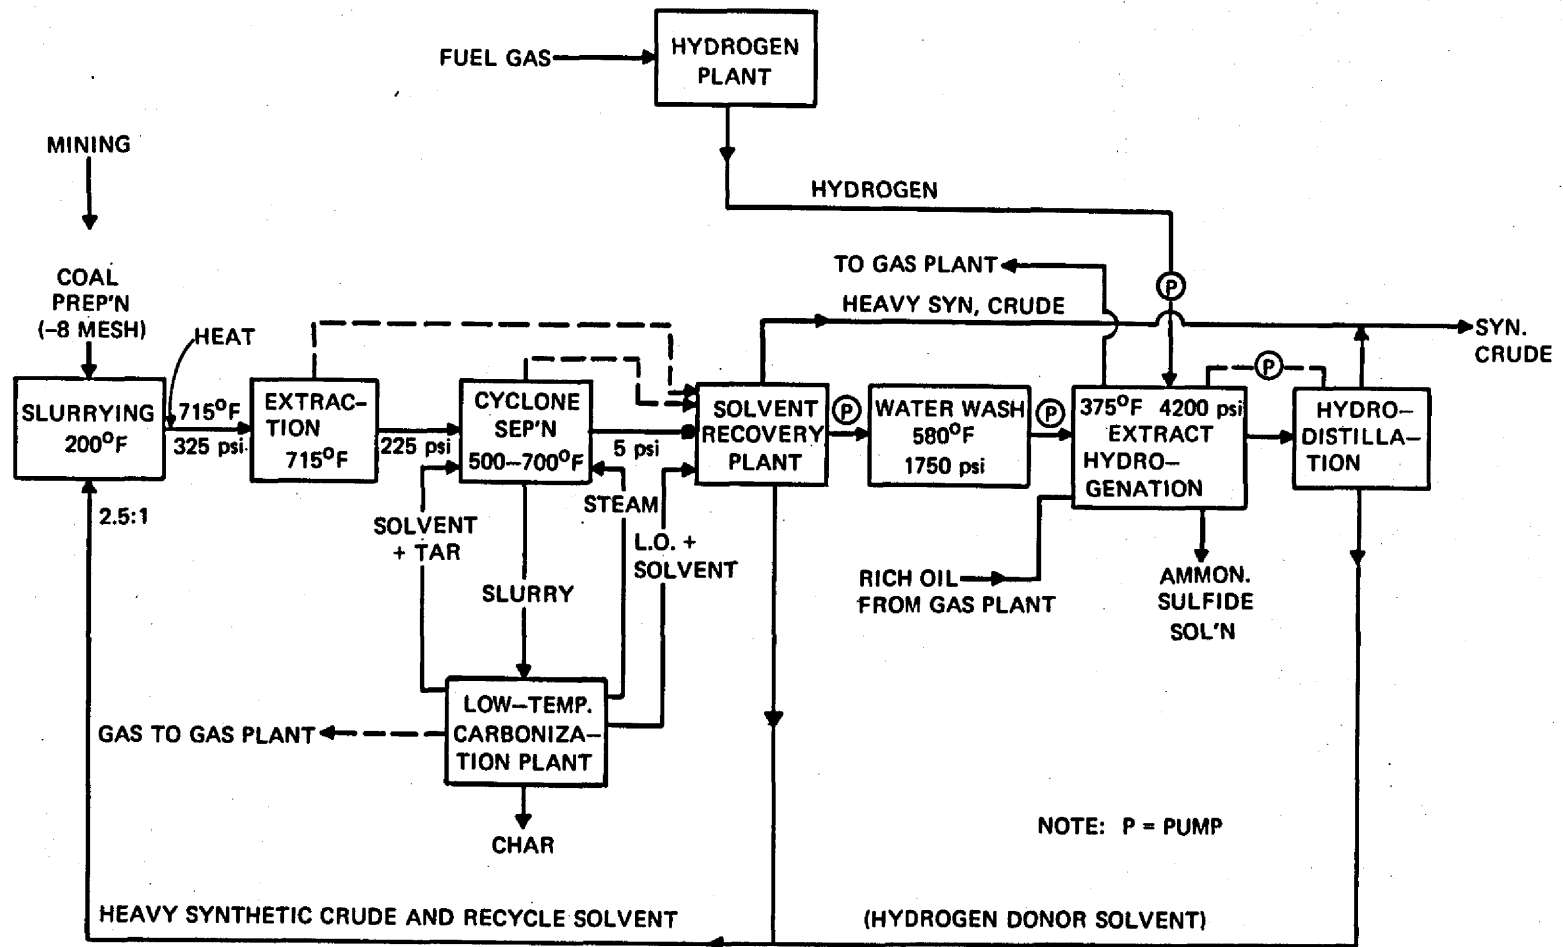 HYDROGEN
PLANT
FUEL GAS
MINING
HYDROGEN
TO GAS PLANT
P
COAL
PREP'N
(–8 MESH)
HEAT
HEAVY SYN, CRUDE
SYN.
CRUDE
SLURRYING
200°F
715°F
325 psi
EXTRAC–
TION
715°F
225 psi
CYCLONE
SEP'N
500–700°F
5 psi
SOLVENT
RECOVERY
PLANT
P
WATER WASH
580°F
1750 psi
P
375°F 4200 psi
EXTRACT
HYDRO–
GENATION
P
HYDRO–
DISTILLA–
TION
2.5:1
SOLVENT
+ TAR
STEAM
L.O. +
SOLVENT
SLURRY
RICH OIL
FROM GAS PLANT
AMMON.
SULFIDE
SOL'N
LOW–TEMP.
CARBONIZA–
TION PLANT
GAS TO GAS PLANT
CHAR
NOTE: P = PUMP
HEAVY SYNTHETIC CRUDE AND RECYCLE SOLVENT
(HYDROGEN DONOR SOLVENT)